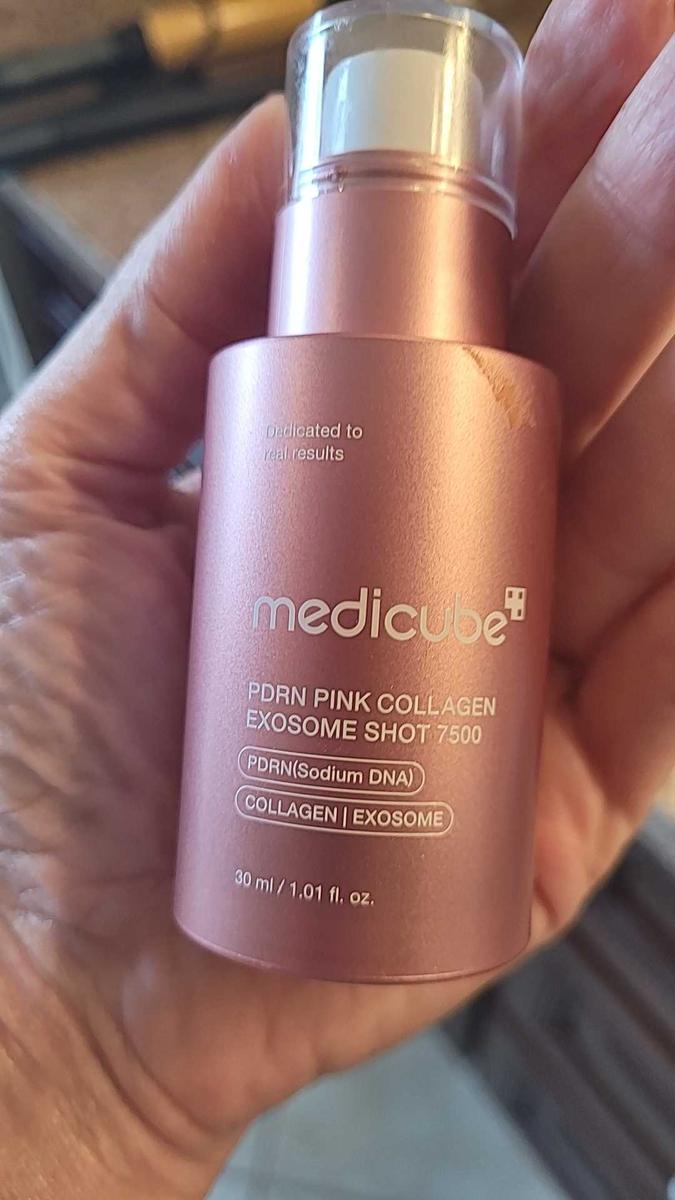 Dedicated to
real results
medicube
PDRN PINK COLLAGEN
EXOSOME SHOT 7500
PDRN(Sodium DNA)
COLLAGEN | EXOSOME
30 ml / 1.01 fl. oz.